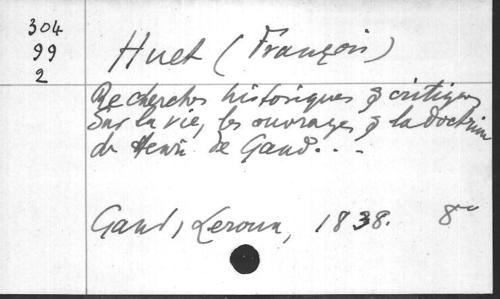 304
99
2
Huet (François)
Recherches historiques & critiques
sur la vie, les ouvrages & la doctrine
de Henri de Gand...
Gand, Leroux, 1838. 8vo